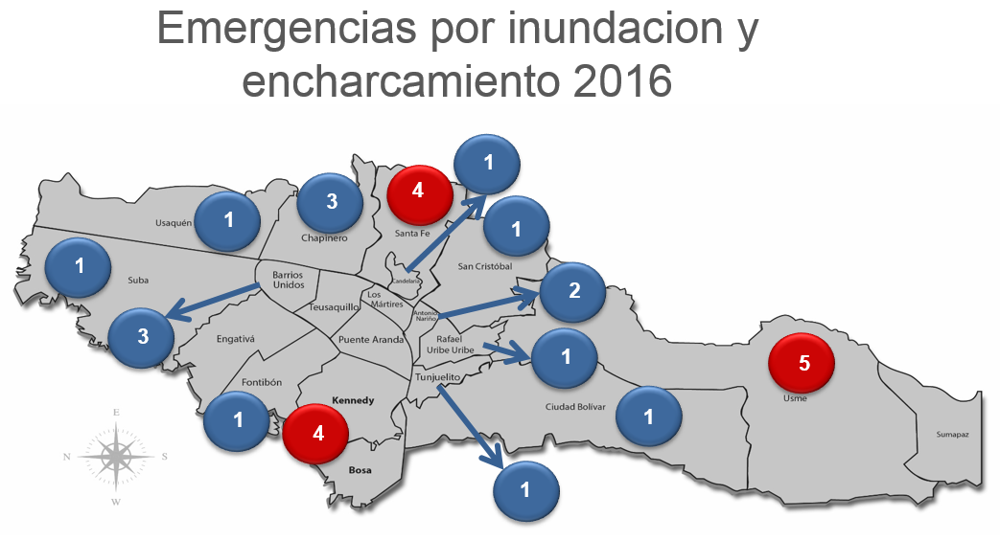 Emergencias por inundacion y
encharcamiento 2016
1
4
3
1
1
Usaquén
Chapinero
Santa Fe
1
Suba
San Cristóbal
Barrios
Unidos
Candelaria
2
Los
Mártires
Teusaquillo
Antonio
Nariño
3
Engativá
Puente Aranda
Rafael
Uribe Uribe
1
5
Fontibón
Tunjuelito
Usme
Kennedy
Ciudad Bolívar
1
1
4
Sumapaz
Bosa
1
E
N
S
W